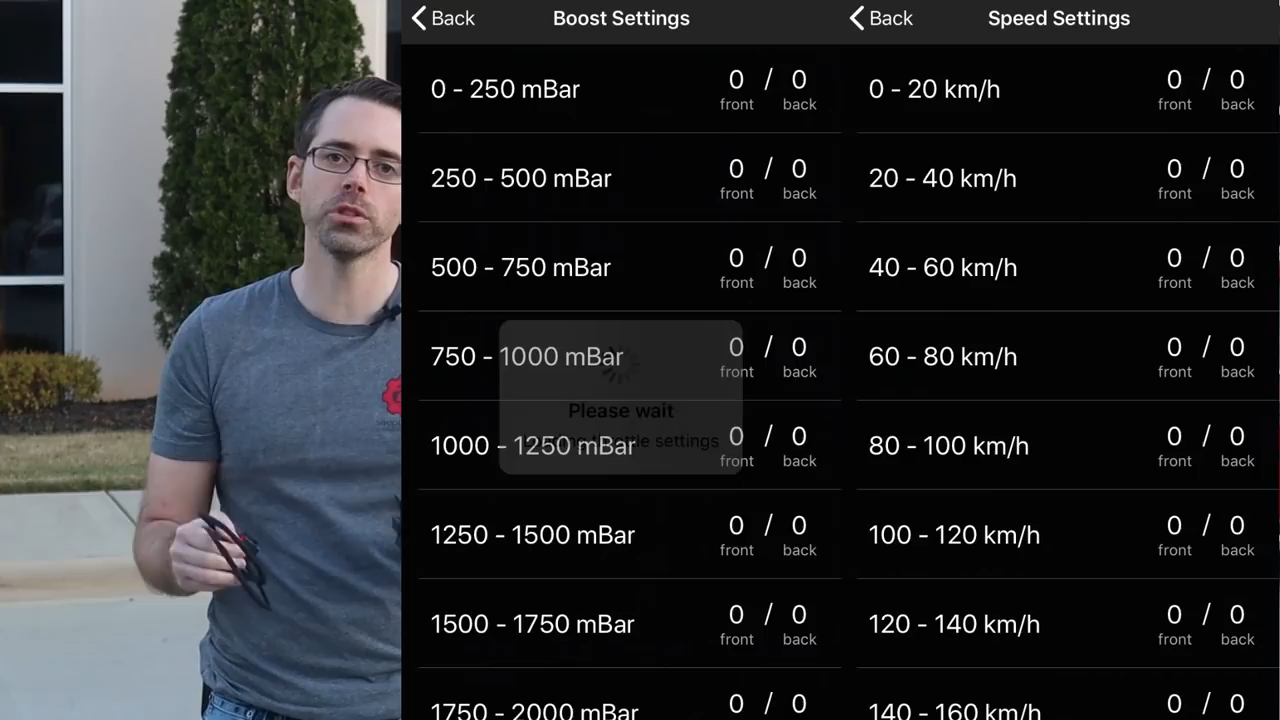 Back
Boost Settings
0 - 250 mBar
0 / 0
front back
250 - 500 mBar
0 / 0
front back
500 - 750 mBar
0 / 0
front back
750 - 1000 mBar
0 / 0
front back
Please wait
settings
1000 - 1250 mBar
0 / 0
front back
1250 - 1500 mBar
0 / 0
front back
1500 - 1750 mBar
0 / 0
front back
1750 - 2000 mBar
0 / 0
Back
Speed Settings
0 - 20 km/h
0 / 0
front back
20 - 40 km/h
0 / 0
front back
40 - 60 km/h
0 / 0
front back
60 - 80 km/h
0 / 0
front back
80 - 100 km/h
0 / 0
front back
100 - 120 km/h
0 / 0
front back
120 - 140 km/h
0 / 0
front back
140 - 160 km/h
0 / 0